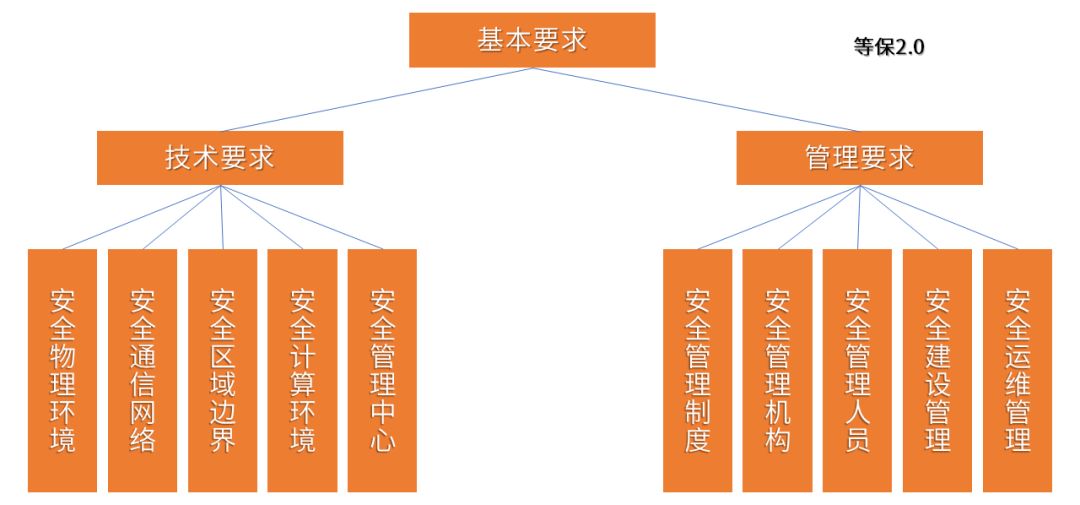 基本要求
等保2.0
技术要求
管理要求
安全物理环境
安全通信网络
安全区域边界
安全计算环境
安全管理中心
安全管理制度
安全管理机构
安全管理人员
安全建设管理
安全运维管理